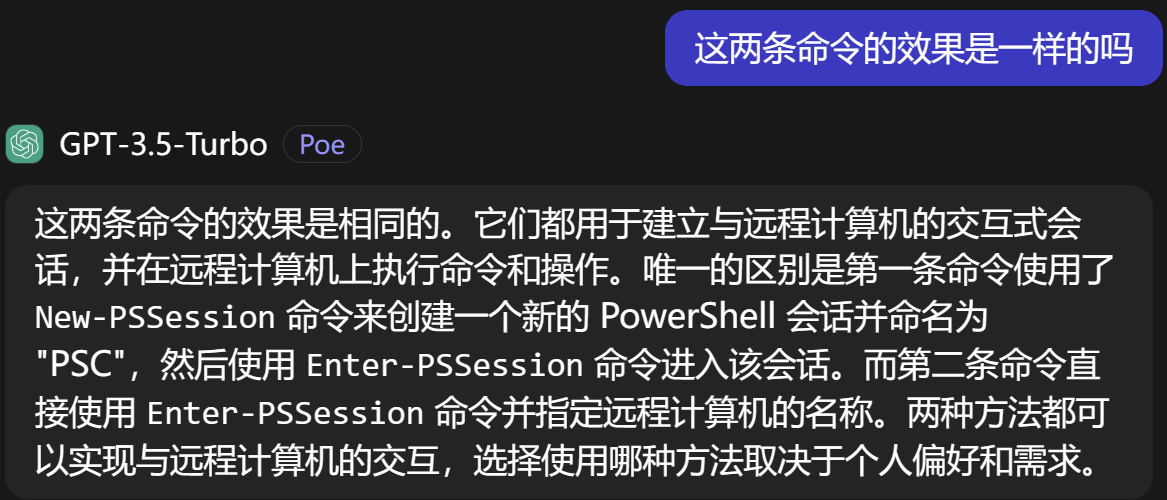 这两条命令的效果是一样的吗
GPT-3.5-Turbo Poe
这两条命令的效果是相同的。它们都用于建立与远程计算机的交互式会
话，并在远程计算机上执行命令和操作。唯一的区别是第一条命令使用了
New-PSSession 命令来创建一个新的 PowerShell 会话并命名为
"PSC"，然后使用 Enter-PSSession 命令进入该会话。而第二条命令直
接使用 Enter-PSSession 命令并指定远程计算机的名称。两种方法都可
以实现与远程计算机的交互，选择使用哪种方法取决于个人偏好和需求。